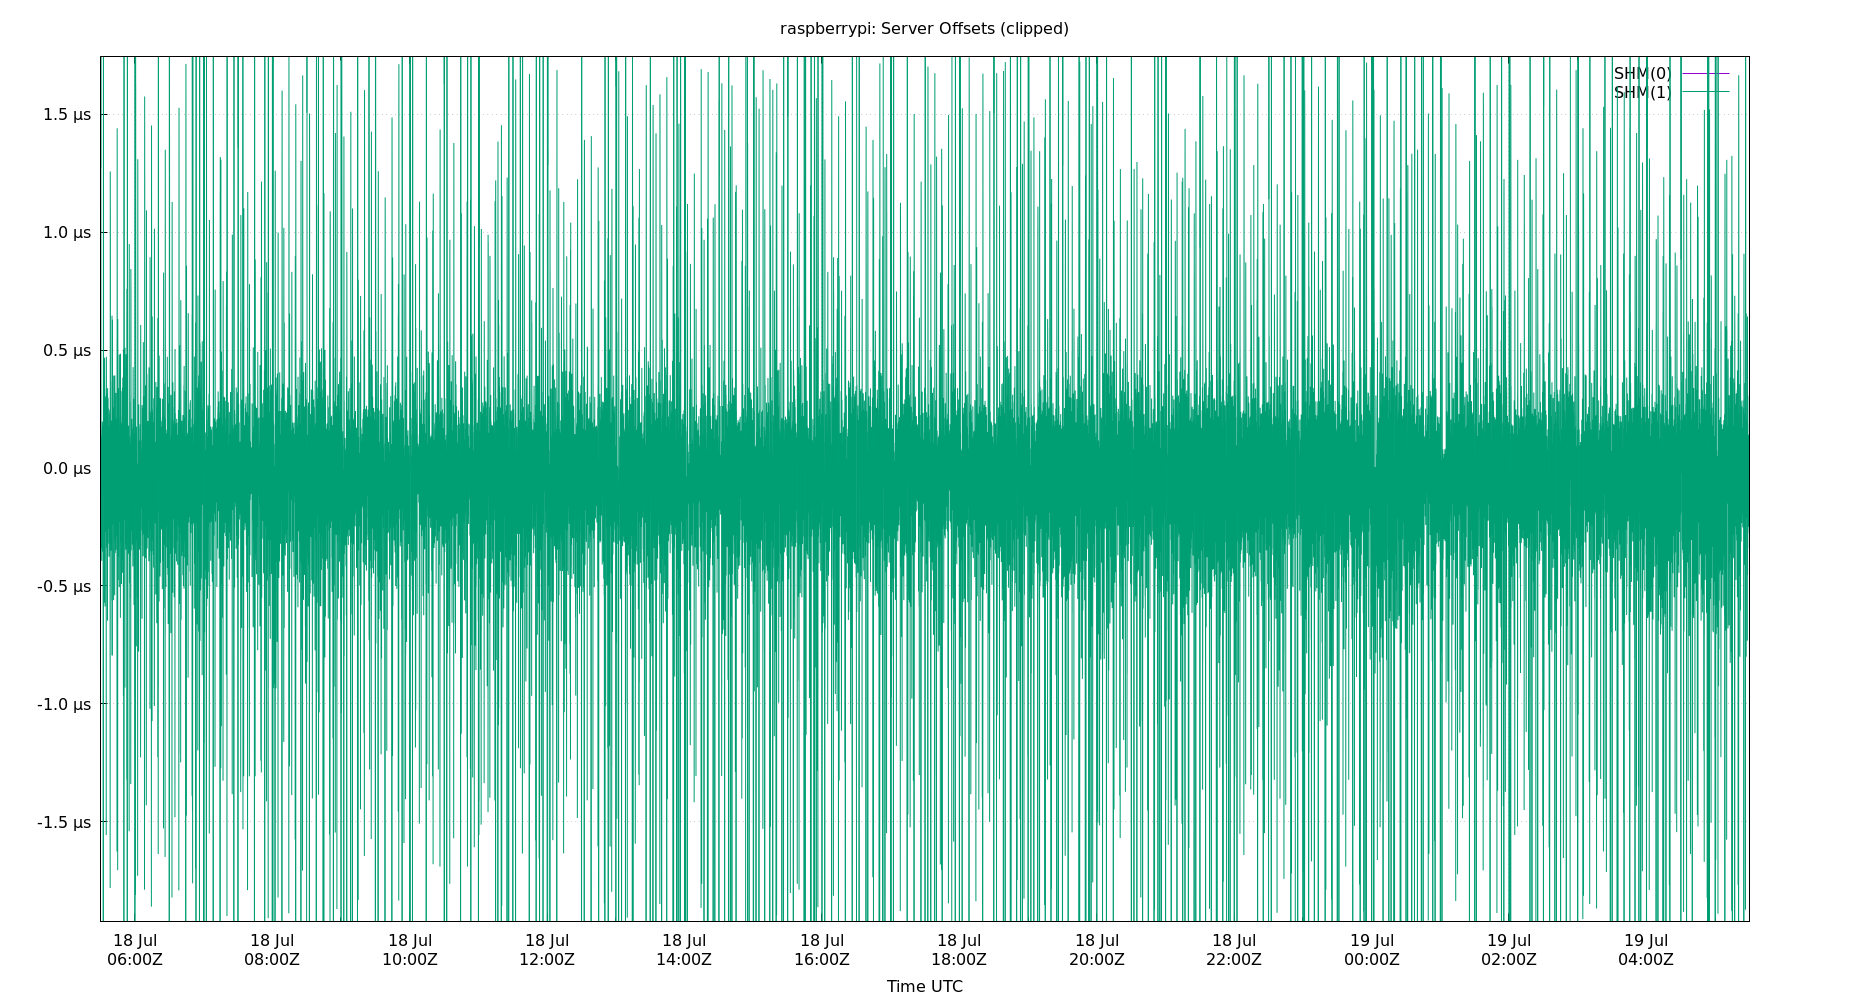 raspberrypi: Server Offsets (clipped)
SHM(0)
SHM(1)
1.5 µs
1.0 µs
0.5 µs
0.0 µs
-0.5 µs
-1.0 µs
-1.5 µs
18 Jul 18 Jul 18 Jul 18 Jul 18 Jul 18 Jul 18 Jul 18 Jul 18 Jul 19 Jul 19 Jul 19 Jul
06:00Z 08:00Z 10:00Z 12:00Z 14:00Z 16:00Z 18:00Z 20:00Z 22:00Z 00:00Z 02:00Z 04:00Z
Time UTC